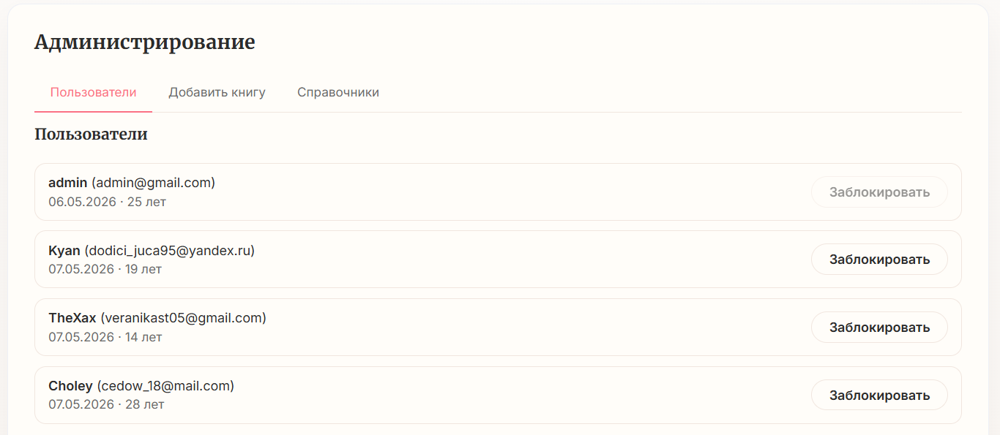 Администрирование
Пользователи Добавить книгу Справочники
Пользователи
admin (admin@gmail.com)
06.05.2026 · 25 лет
Заблокировать
Kyan (dodici_juca95@yandex.ru)
07.05.2026 · 19 лет
Заблокировать
TheXax (veranikast05@gmail.com)
07.05.2026 · 14 лет
Заблокировать
Choley (cedow_18@mail.com)
07.05.2026 · 28 лет
Заблокировать